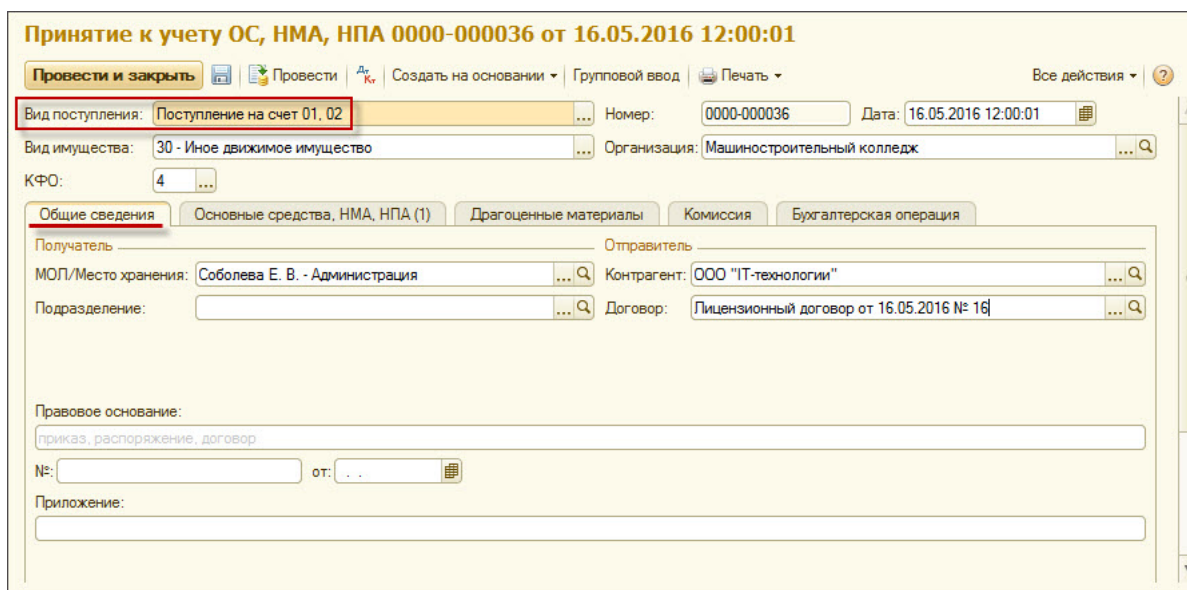 Принятие к учету ОС, НМА, НПА 0000-000036 от 16.05.2016 12:00:01
Провести и закрыть Провести Дт Кт Создать на основании Групповой ввод Печать Все действия ?
Вид поступления: Поступление на счет 01, 02 ... Номер: 0000-000036 Дата: 16.05.2016 12:00:01
Вид имущества: 30 - Иное движимое имущество ... Организация: Машиностроительный колледж ...
КФО: 4 ...
Общие сведения Основные средства, НМА, НПА (1) Драгоценные материалы Комиссия Бухгалтерская операция
Получатель Отправитель
МОЛ/Место хранения: Соболева Е. В. - Администрация ... Контрагент: ООО "IT-технологии" ...
Подразделение: ... Договор: Лицензионный договор от 16.05.2016 № 16 ...
Правовое основание:
приказ, распоряжение, договор
№: от: . .
Приложение: